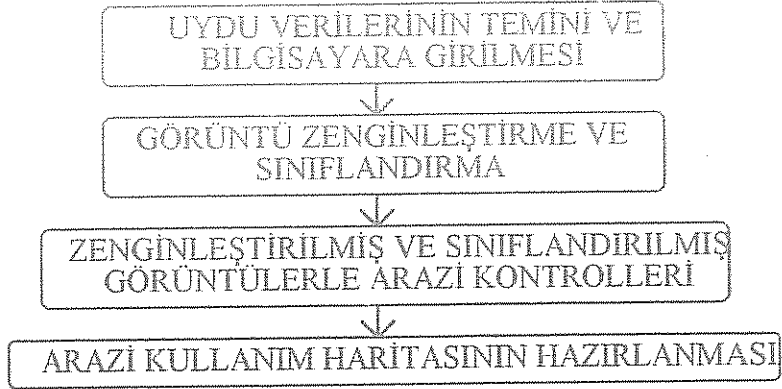 UYDU VERİLERİNİN TEMİNİ VE
BİLGİSAYARA GİRİLMESİ
GÖRÜNTÜ ZENGİNLEŞTİRME VE
SINIFLANDIRMA
ZENGİNLEŞTİRİLMİŞ VE SINIFLANDIRILMIŞ
GÖRÜNTÜLERLE ARAZİ KONTROLLERİ
ARAZİ KULLANIM HARİTASININ HAZIRLANMASI